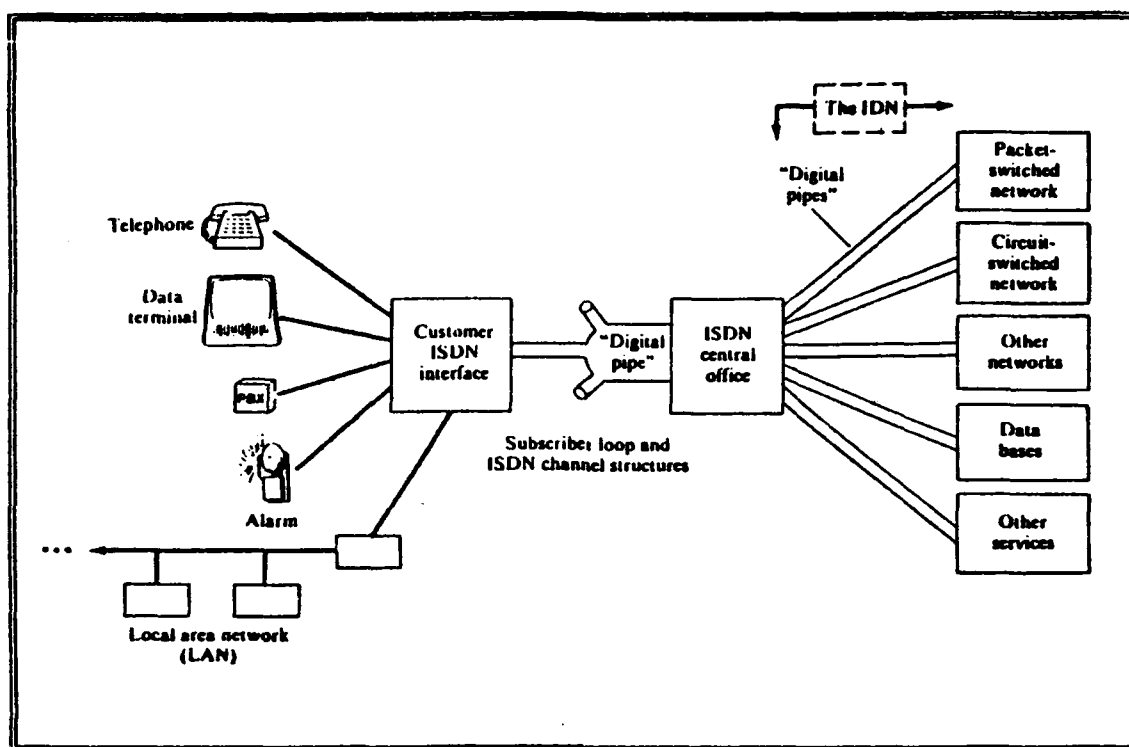 The IDN
Packet-
switched
network
"Digital
pipes"
Telephone
Circuit-
switched
network
Data
terminal
Customer
ISDN
interface
"Digital
pipe"
ISDN
central
office
Other
networks
PBX
Subscriber loop and
ISDN channel structures
Data
bases
Alarm
Other
services
...
Local area network
(LAN)